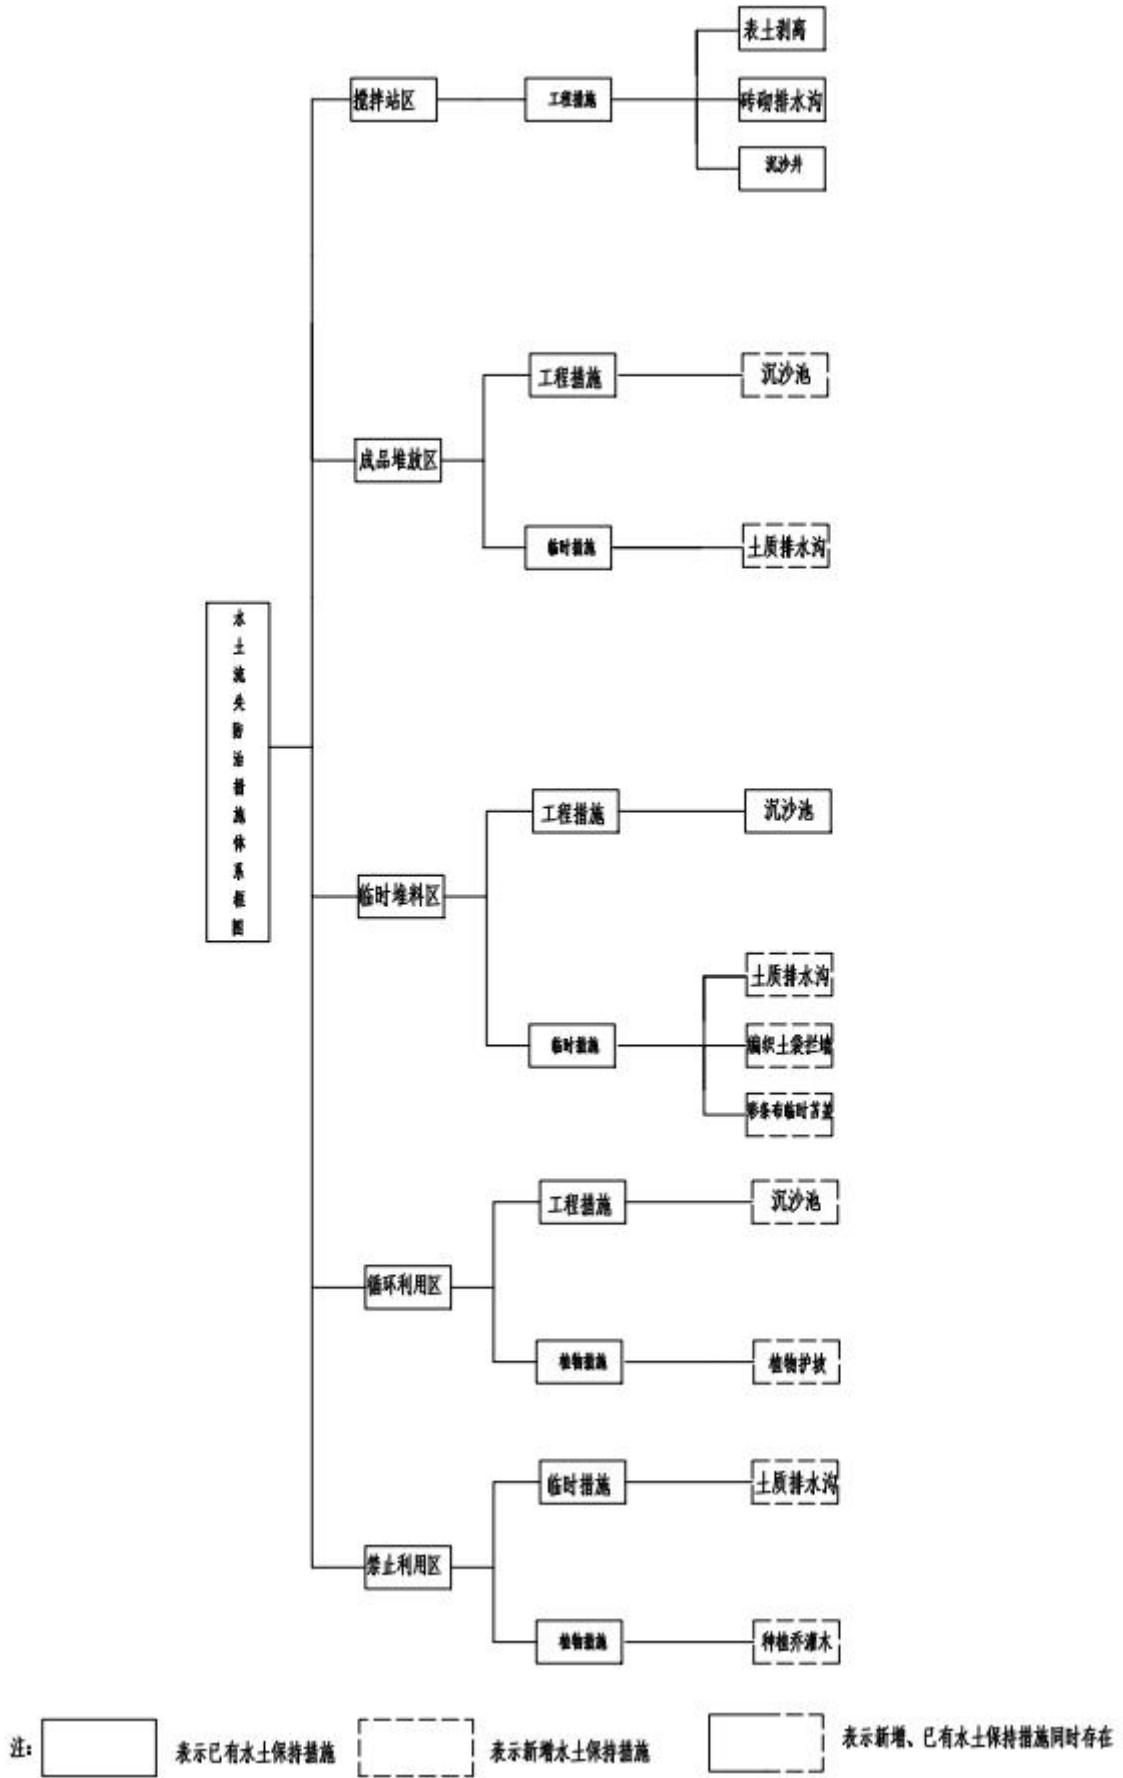 表土剥离
搅拌站区
工程措施
砖砌排水沟
沉沙井
工程措施
沉沙池
成品堆放区
临时措施
土质排水沟
水土流失防治措施体系框图
工程措施
沉沙池
临时堆料区
土质排水沟
临时措施
编织土袋拦墙
彩条布临时苫盖
工程措施
沉沙池
循环利用区
植物措施
植物护坡
临时措施
土质排水沟
禁止利用区
植物措施
种植乔灌木
注：
表示已有水土保持措施
表示新增水土保持措施
表示新增、已有水土保持措施同时存在